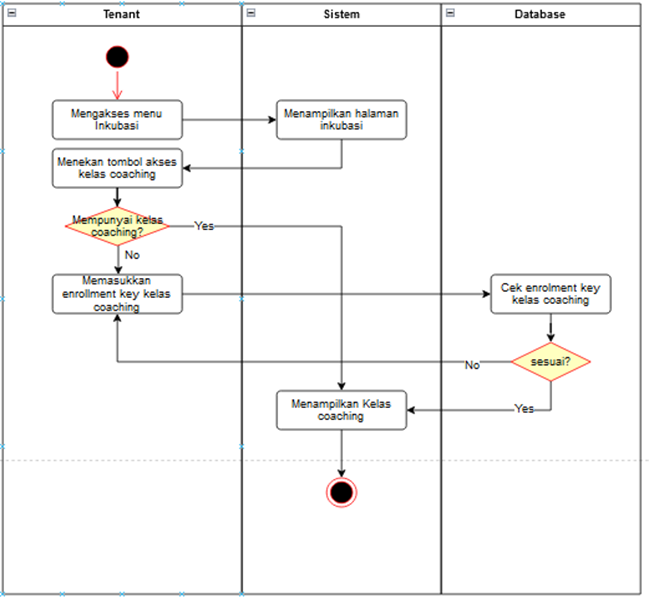 Tenant
Sistem
Database
Mengakses menu
Inkubasi
Menampilkan halaman
inkubasi
Menekan tombol akses
kelas coaching
Mempunyai kelas
coaching?
Yes
No
Memasukkan
enrollment key kelas
coaching
Cek enrolment key
kelas coaching
sesuai?
No
Yes
Menampilkan Kelas
coaching